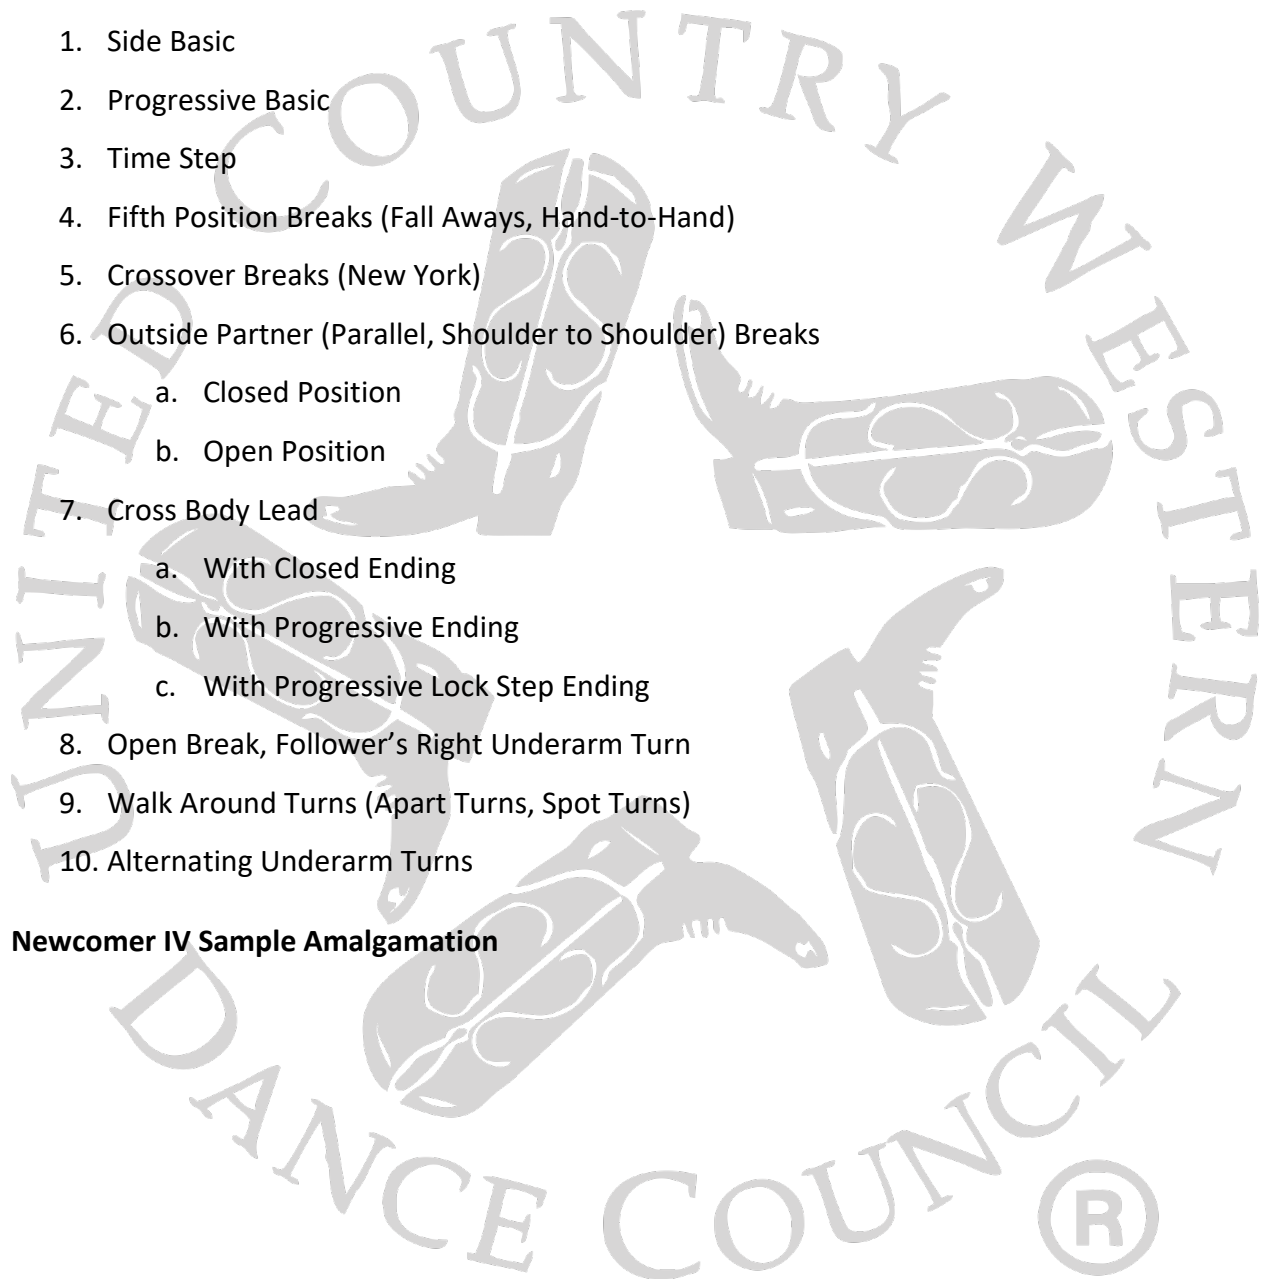 1. Side Basic
2. Progressive Basic
3. Time Step
4. Fifth Position Breaks (Fall Aways, Hand-to-Hand)
5. Crossover Breaks (New York)
6. Outside Partner (Parallel, Shoulder to Shoulder) Breaks
a. Closed Position
b. Open Position
7. Cross Body Lead
a. With Closed Ending
b. With Progressive Ending
c. With Progressive Lock Step Ending
8. Open Break, Follower’s Right Underarm Turn
9. Walk Around Turns (Apart Turns, Spot Turns)
10. Alternating Underarm Turns
Newcomer IV Sample Amalgamation
UNITED COUNTRY WESTERN
DANCE COUNCIL
®